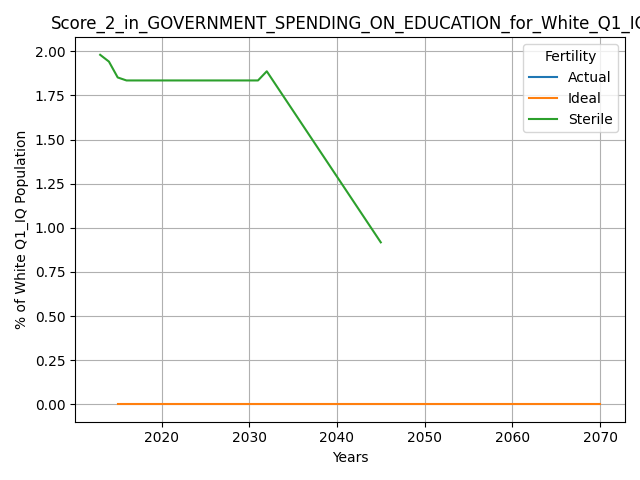 Score_2_in_GOVERNMENT_SPENDING_ON_EDUCATION_for_White_Q1_IQ
Fertility
Actual
Ideal
Sterile
% of White Q1_IQ Population
2.00
1.75
1.50
1.25
1.00
0.75
0.50
0.25
0.00
2020 2030 2040 2050 2060 2070
Years